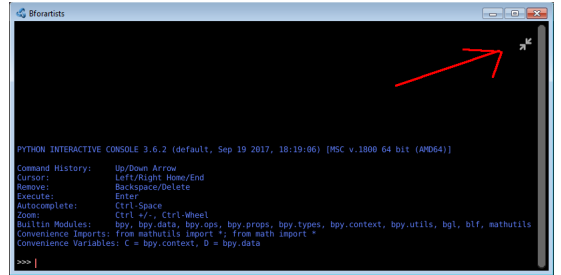 Bforartists
PYTHON INTERACTIVE CONSOLE 3.6.2 (default, Sep 19 2017, 18:19:06) [MSC v.1800 64 bit (AMD64)]
Command History: Up/Down Arrow
Cursor: Left/Right Home/End
Remove: Backspace/Delete
Execute: Enter
Autocomplete: Ctrl-Space
Zoom: Ctrl +/-, Ctrl-Wheel
Builtin Modules: bpy, bpy.data, bpy.ops, bpy.props, bpy.types, bpy.context, bpy.utils, bgl, blf, mathutils
Convenience Imports: from mathutils import *; from math import *
Convenience Variables: C = bpy.context, D = bpy.data
>>>